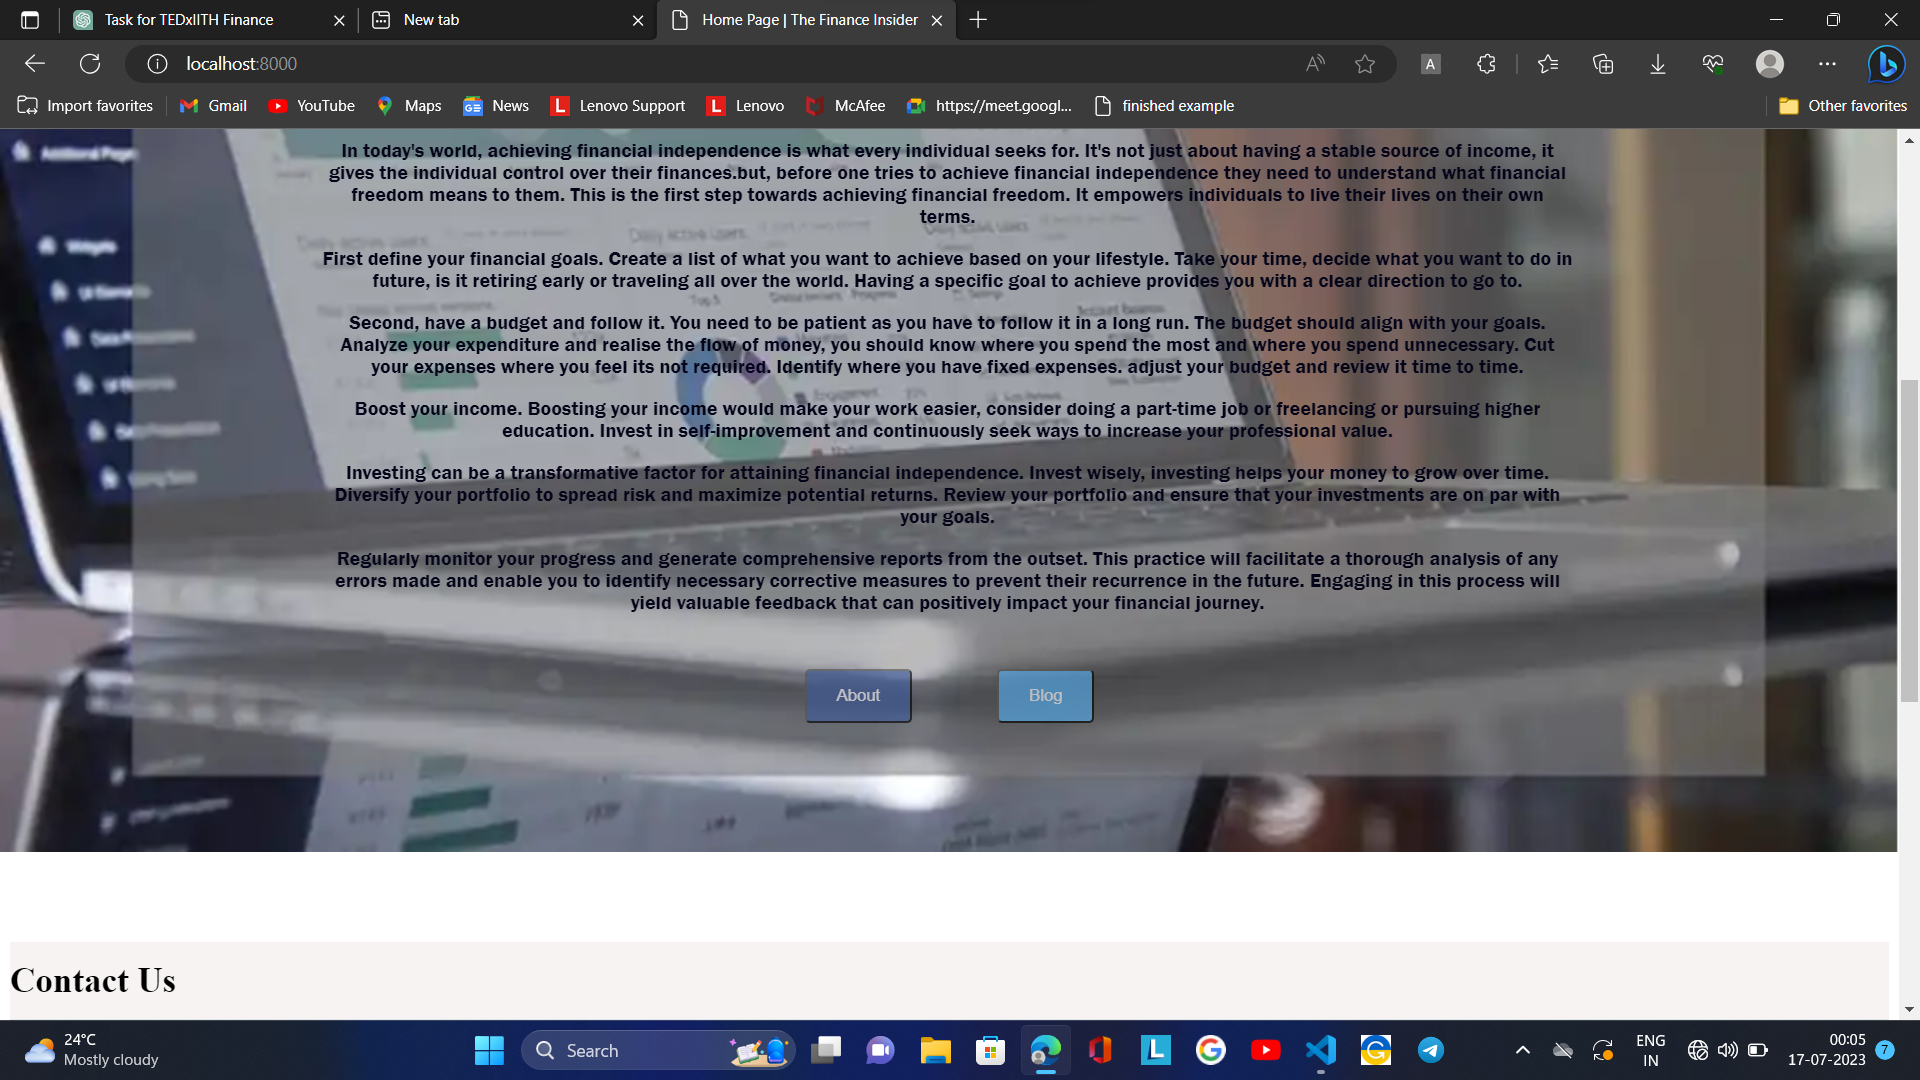 Task for TEDxIITH Finance
New tab
Home Page | The Finance Insider
localhost:8000
Import favorites
Gmail
YouTube
Maps
News
Lenovo Support
Lenovo
McAfee
https://meet.googl...
finished example
Other favorites
Additional Pages
In today's world, achieving financial independence is what every individual seeks for. It's not just about having a stable source of income, it
gives the individual control over their finances.but, before one tries to achieve financial independence they need to understand what financial
freedom means to them. This is the first step towards achieving financial freedom. It empowers individuals to live their lives on their own
terms.
Widgets
First define your financial goals. Create a list of what you want to achieve based on your lifestyle. Take your time, decide what you want to do in
future, is it retiring early or traveling all over the world. Having a specific goal to achieve provides you with a clear direction to go to.
Second, have a budget and follow it. You need to be patient as you have to follow it in a long run. The budget should align with your goals.
Analyze your expenditure and realise the flow of money, you should know where you spend the most and where you spend unnecessary. Cut
your expenses where you feel its not required. Identify where you have fixed expenses. adjust your budget and review it time to time.
Boost your income. Boosting your income would make your work easier, consider doing a part-time job or freelancing or pursuing higher
education. Invest in self-improvement and continuously seek ways to increase your professional value.
Investing can be a transformative factor for attaining financial independence. Invest wisely, investing helps your money to grow over time.
Diversify your portfolio to spread risk and maximize potential returns. Review your portfolio and ensure that your investments are on par with
your goals.
Regularly monitor your progress and generate comprehensive reports from the outset. This practice will facilitate a thorough analysis of any
errors made and enable you to identify necessary corrective measures to prevent their recurrence in the future. Engaging in this process will
yield valuable feedback that can positively impact your financial journey.
About
Blog
Contact Us
24°C
Mostly cloudy
Search
ENG
IN
00:05
17-07-2023
7